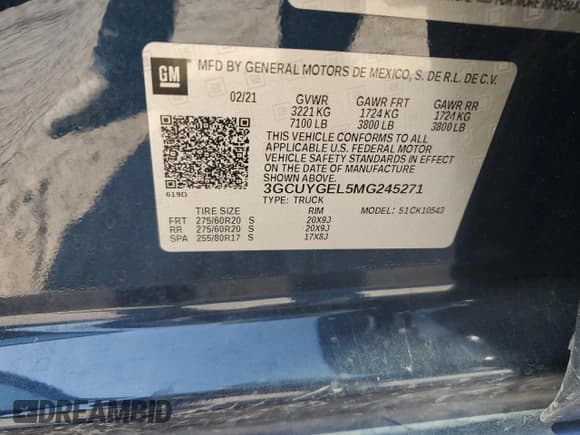 FOR MORE INFORMA
GM
MFD BY GENERAL MOTORS DE MEXICO, S. DE R.L. DE C.V.
02/21 GVWR GAWR FRT GAWR RR
3221 KG 1724 KG 1724 KG
7100 LB 3800 LB 3800 LB
THIS VEHICLE CONFORMS TO ALL
APPLICABLE U.S. FEDERAL MOTOR
VEHICLE SAFETY STANDARDS IN EFFECT
ON THE DATE OF MANUFACTURE
SHOWN ABOVE.
619D 3GCUYGEL5MG245271
TYPE: TRUCK
TIRE SIZE RIM MODEL: 51CK10543
FRT 275/60R20 S 20X9J
RR 275/60R20 S 20X9J
SPA 255/80R17 S 17X8J
DREAMBID